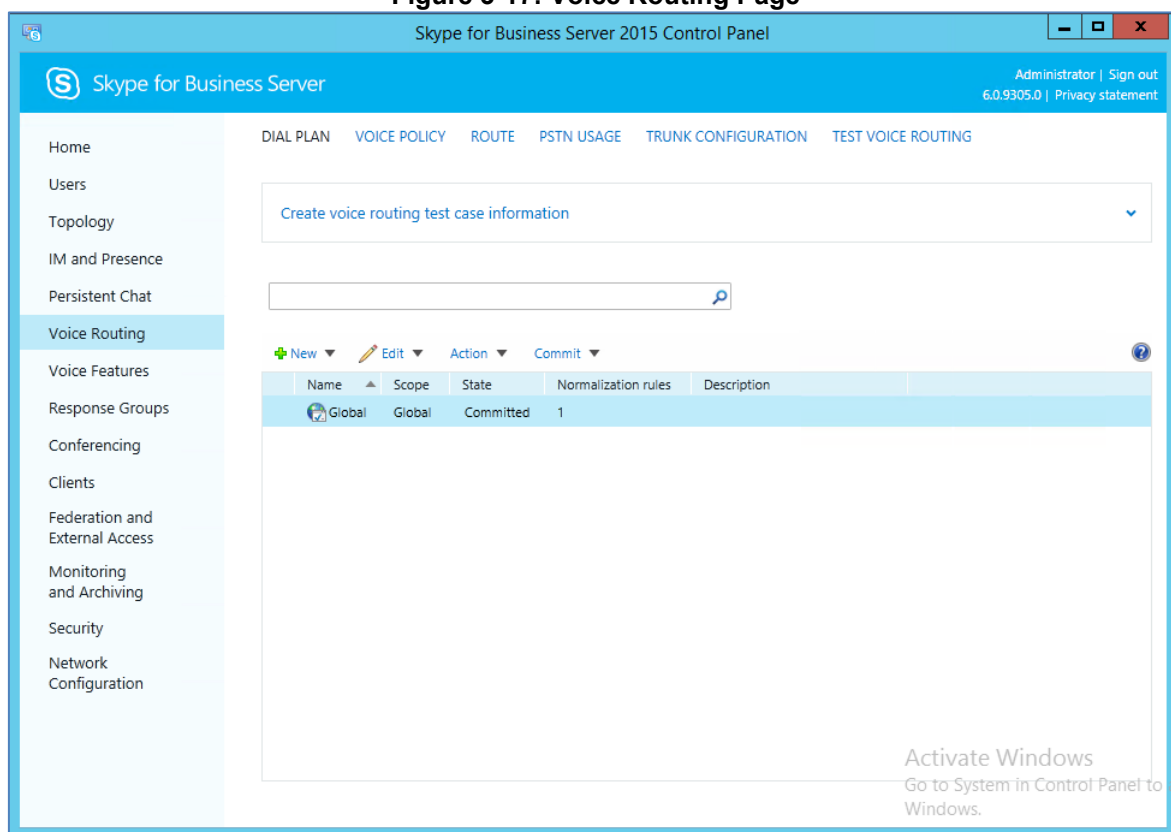 Skype for Business Server 2015 Control Panel
S Skype for Business Server
Administrator | Sign out
6.0.9305.0 | Privacy statement
Home
Users
Topology
IM and Presence
Persistent Chat
Voice Routing
Voice Features
Response Groups
Conferencing
Clients
Federation and
External Access
Monitoring
and Archiving
Security
Network
Configuration
DIAL PLAN VOICE POLICY ROUTE PSTN USAGE TRUNK CONFIGURATION TEST VOICE ROUTING
Create voice routing test case information
New Edit Action Commit
Name Scope State Normalization rules Description
Global Global Committed 1
Activate Windows
Go to System in Control Panel to
Windows.